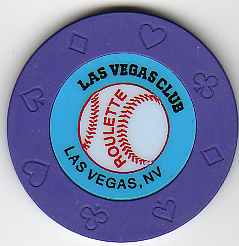 LAS VEGAS CLUB
ROULETTE
LAS VEGAS, NV